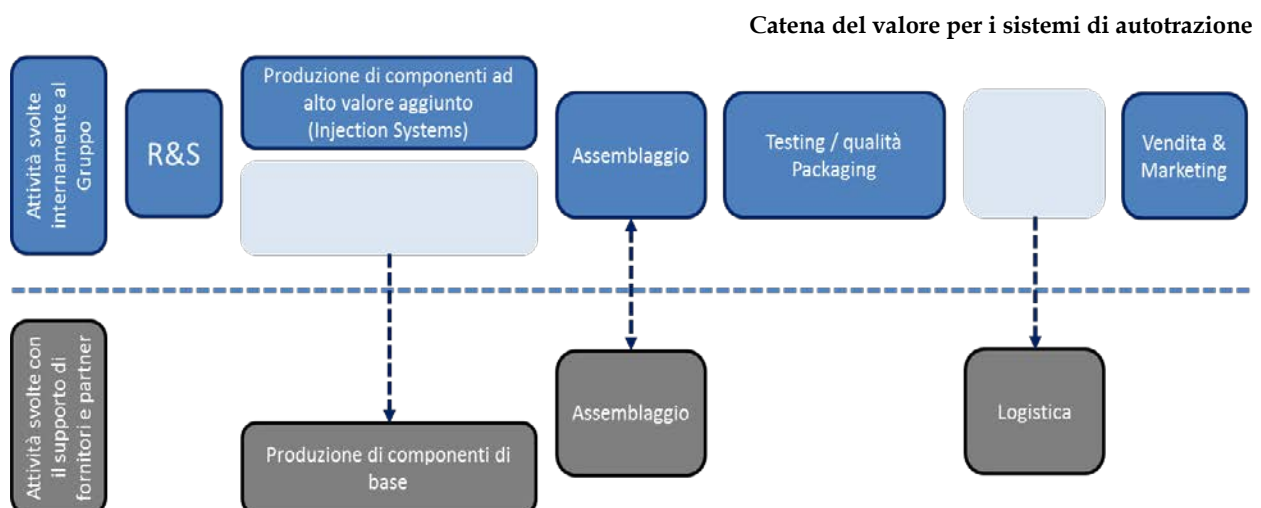 Catena del valore per i sistemi di autotrazione
Attività svolte
internamente al
Gruppo
R&S
Produzione di componenti ad
alto valore aggiunto
(Injection Systems)
Assemblaggio
Testing / qualità
Packaging
Vendita &
Marketing
Attività svolte con
il supporto di
fornitori e partner
Produzione di componenti di
base
Assemblaggio
Logistica